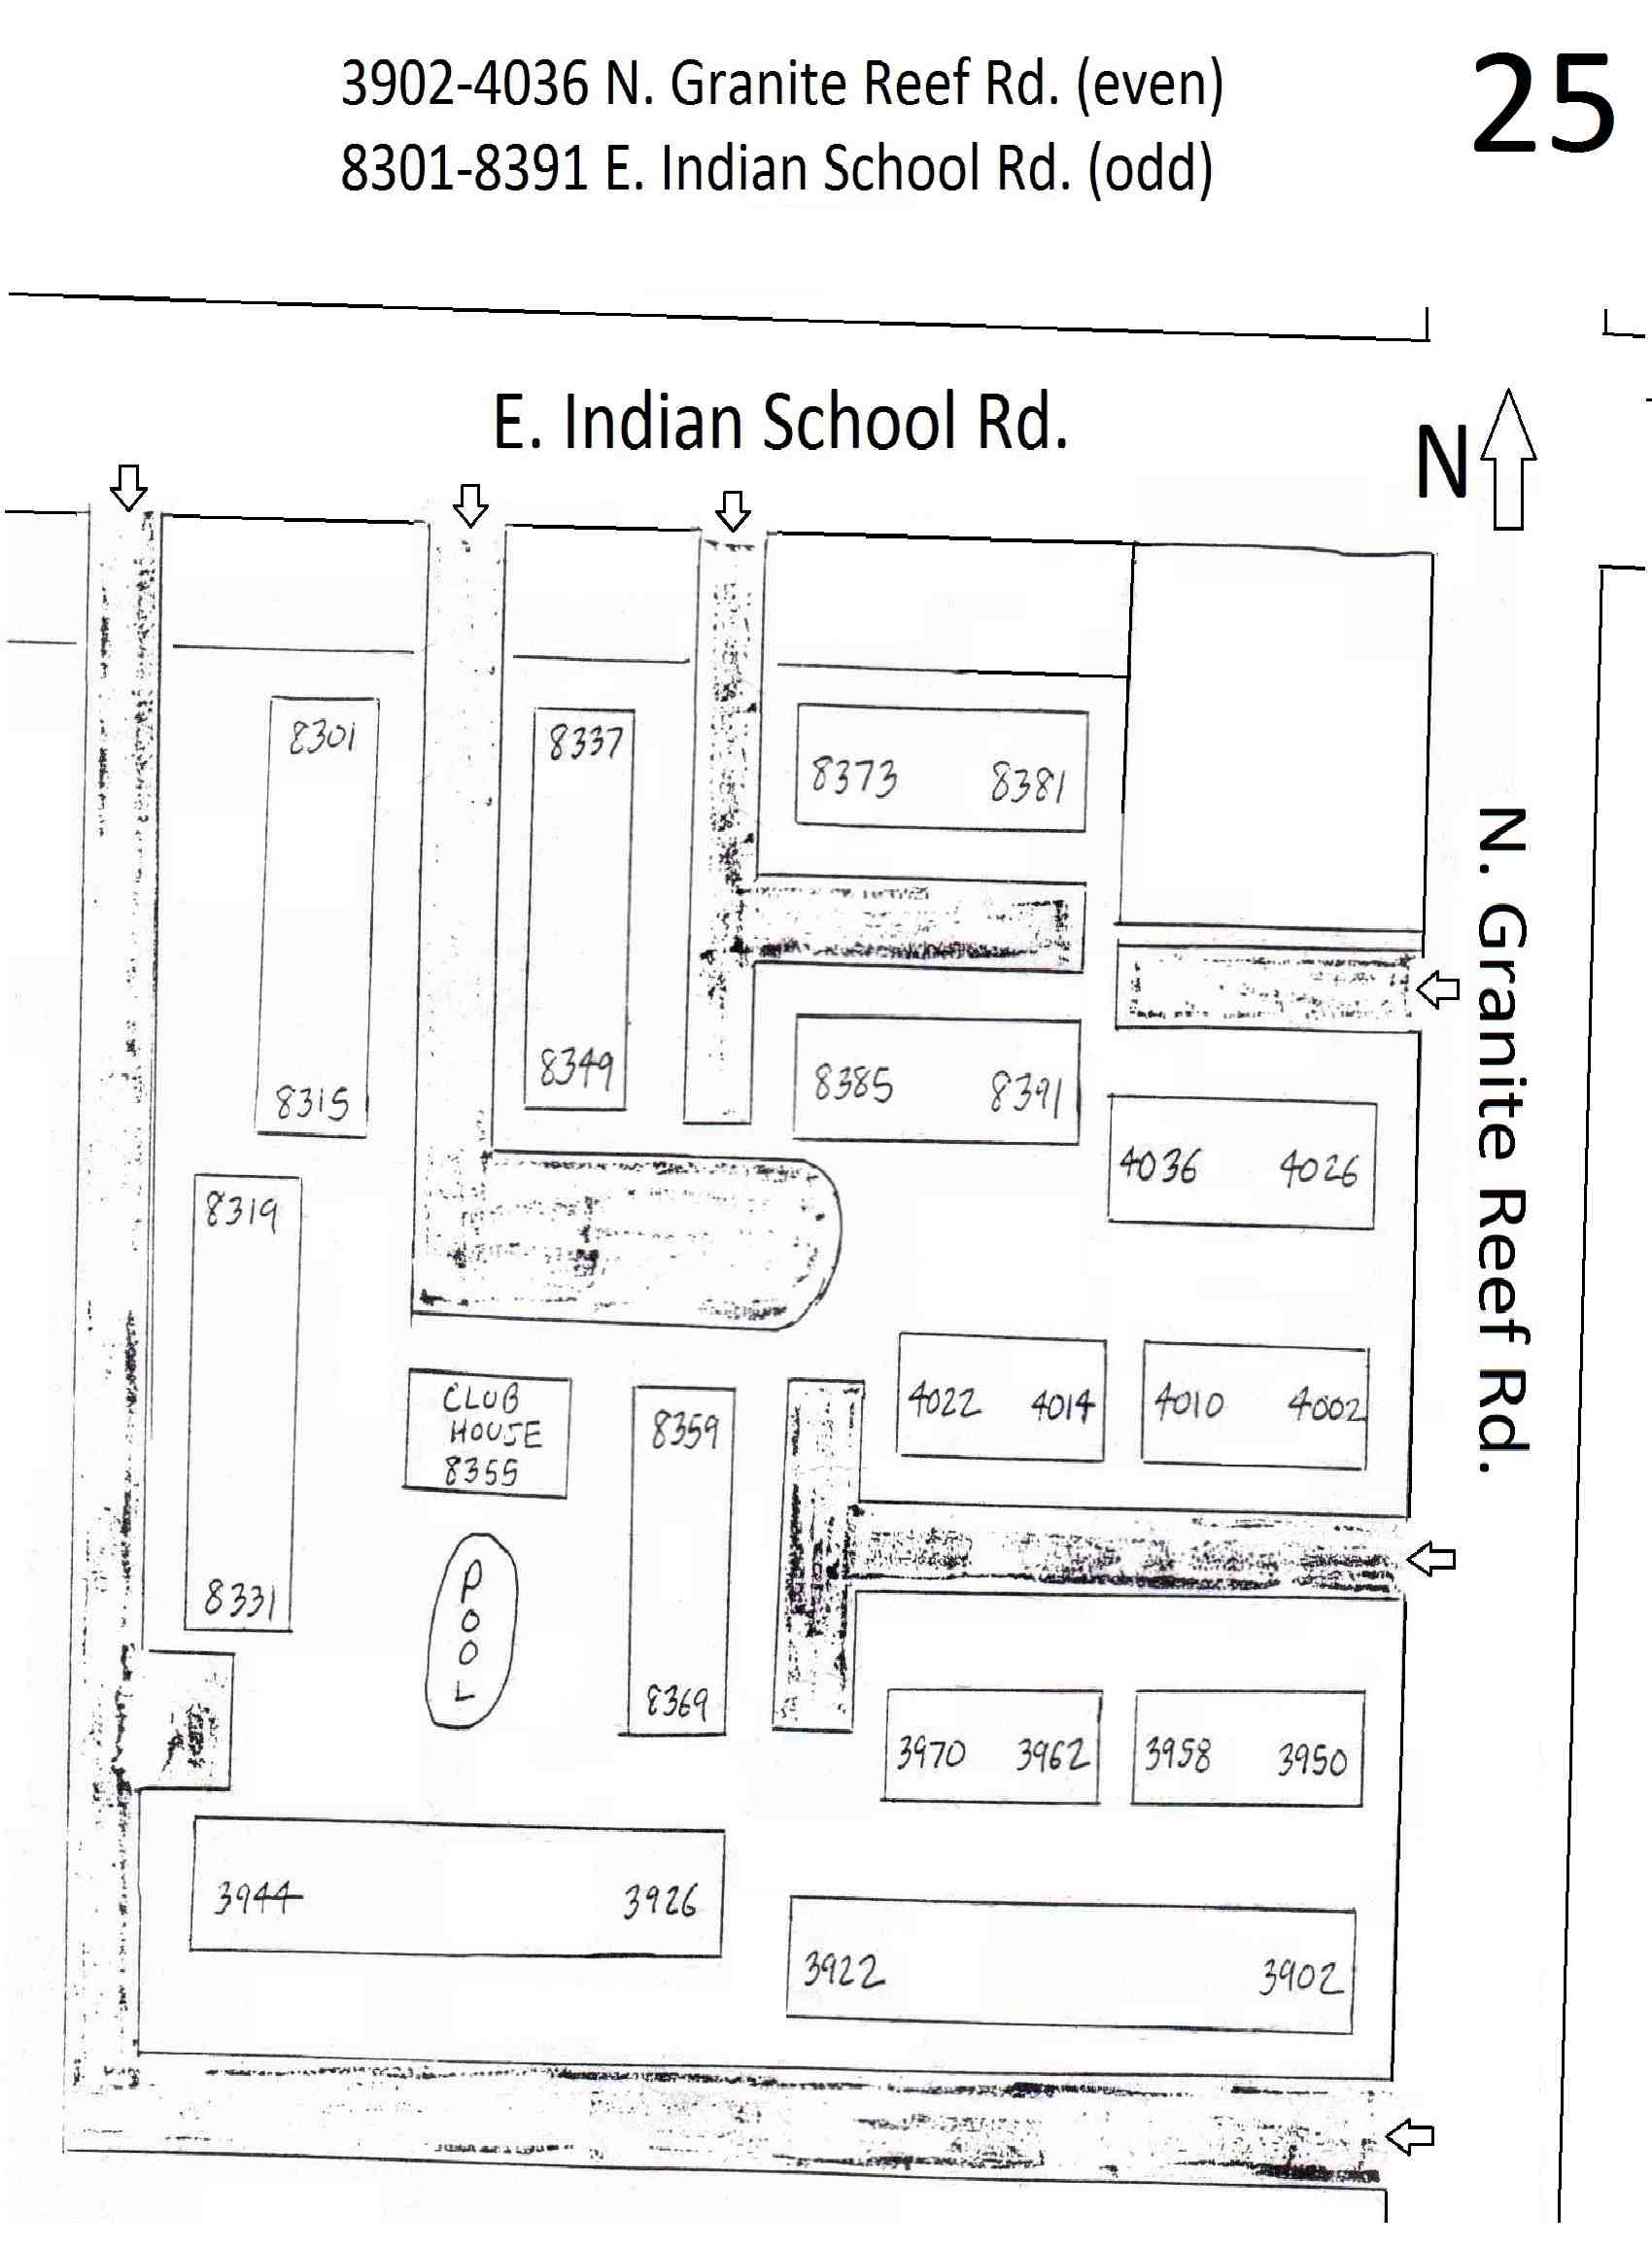 3902-4036 N. Granite Reef Rd. (even)
25
8301-8391 E. Indian School Rd. (odd)
E. Indian School Rd.
N
8301
8315
8337
8349
8373 8381
8385 8391
N. Granite Reef Rd.
4036 4026
8319
8331
CLUB
HOUSE
8355
POOL
8359
8369
4022 4014
4010 4002
3970 3962
3958 3950
3944 3926
3922 3902